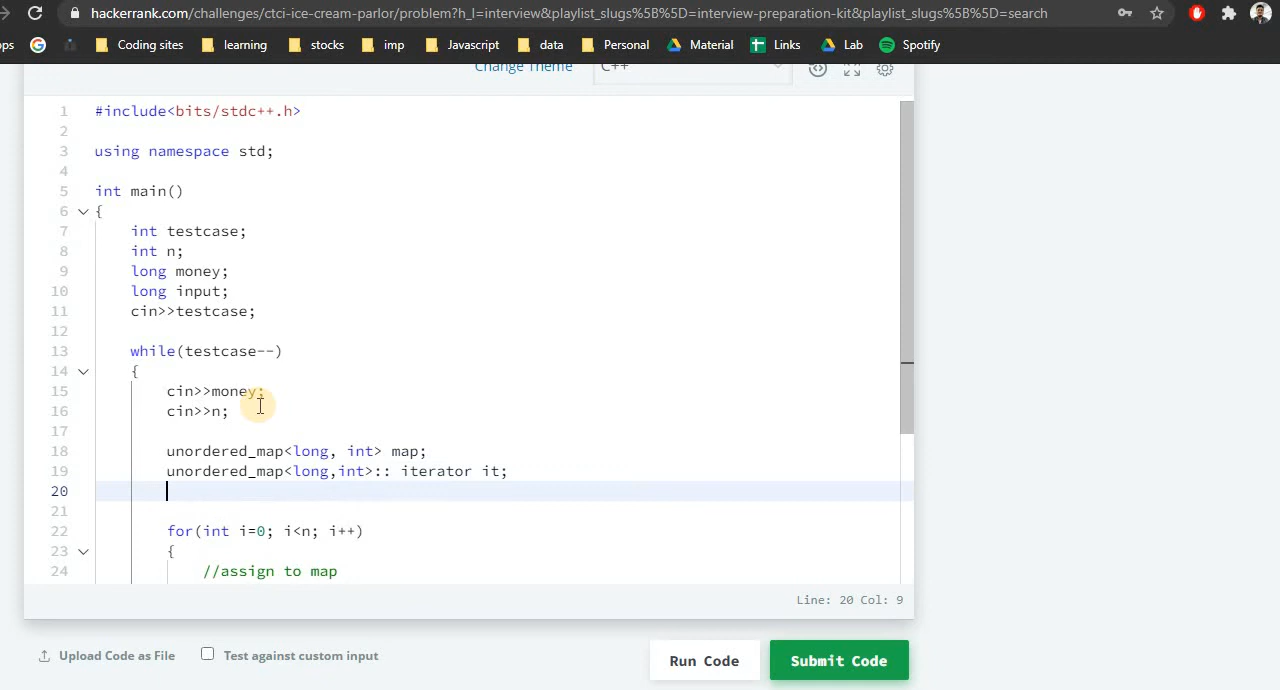 hackerrank.com/challenges/ctci-ice-cream-parlor/problem?h_l=interview&playlist_slugs%5B%5D=interview-preparation-kit&playlist_slugs%5B%5D=search
ops Coding sites learning stocks imp Javascript data Personal Material Links Lab Spotify
Change Theme C++
1 #include<bits/stdc++.h>
2
3 using namespace std;
4
5 int main()
6 {
7 int testcase;
8 int n;
9 long money;
10 long input;
11 cin>>testcase;
12
13 while(testcase--)
14 {
15 cin>>money;
16 cin>>n;
17
18 unordered_map<long, int> map;
19 unordered_map<long,int>:: iterator it;
20
21
22 for(int i=0; i<n; i++)
23 {
24 //assign to map
Line: 20 Col: 9
Upload Code as File Test against custom input Run Code Submit Code